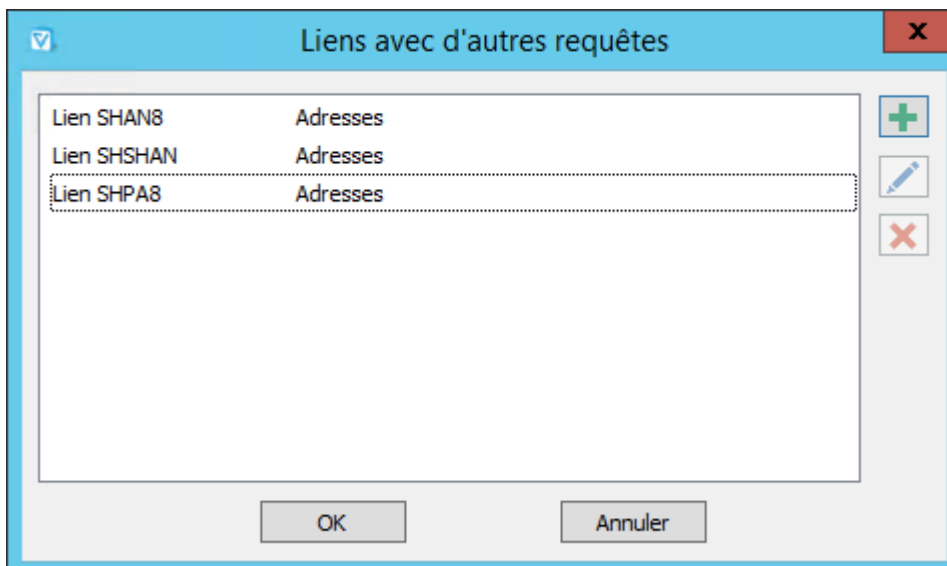 Liens avec d'autres requêtes
Lien SHAN8 Adresses
Lien SHSHAN Adresses
Lien SHPA8 Adresses
OK Annuler